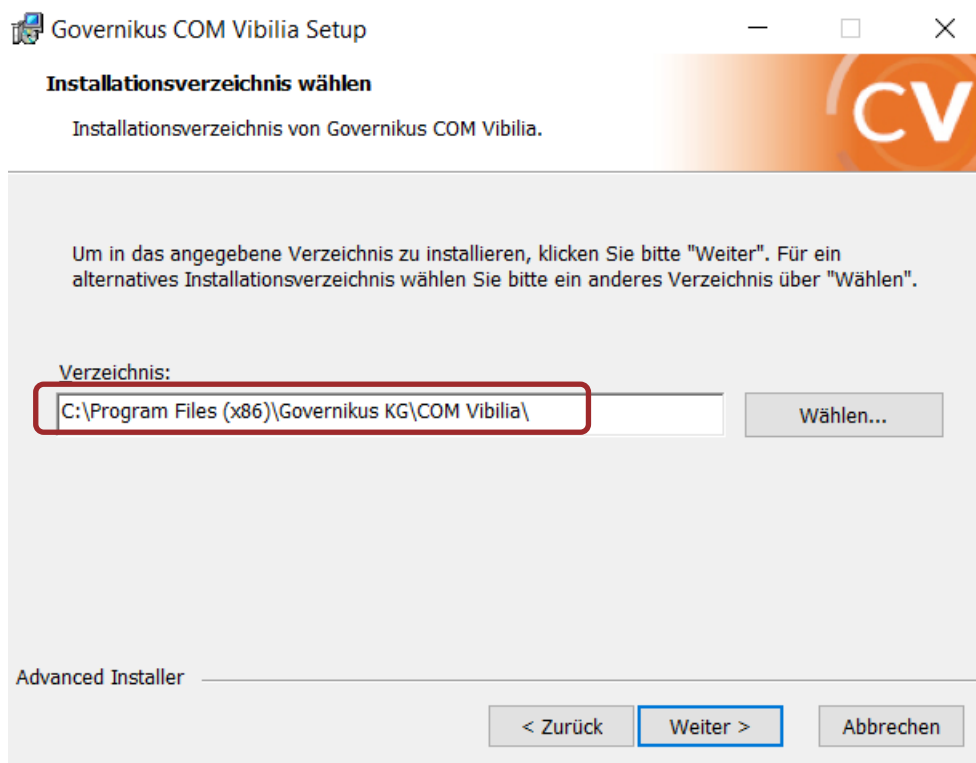 Governikus COM Vibilia Setup
Installationsverzeichnis wählen
Installationsverzeichnis von Governikus COM Vibilia.
CV
Um in das angegebene Verzeichnis zu installieren, klicken Sie bitte "Weiter". Für ein
alternatives Installationsverzeichnis wählen Sie bitte ein anderes Verzeichnis über "Wählen".
Verzeichnis:
C:\Program Files (x86)\Governikus KG\COM Vibilia\
Wählen...
Advanced Installer
< Zurück
Weiter >
Abbrechen